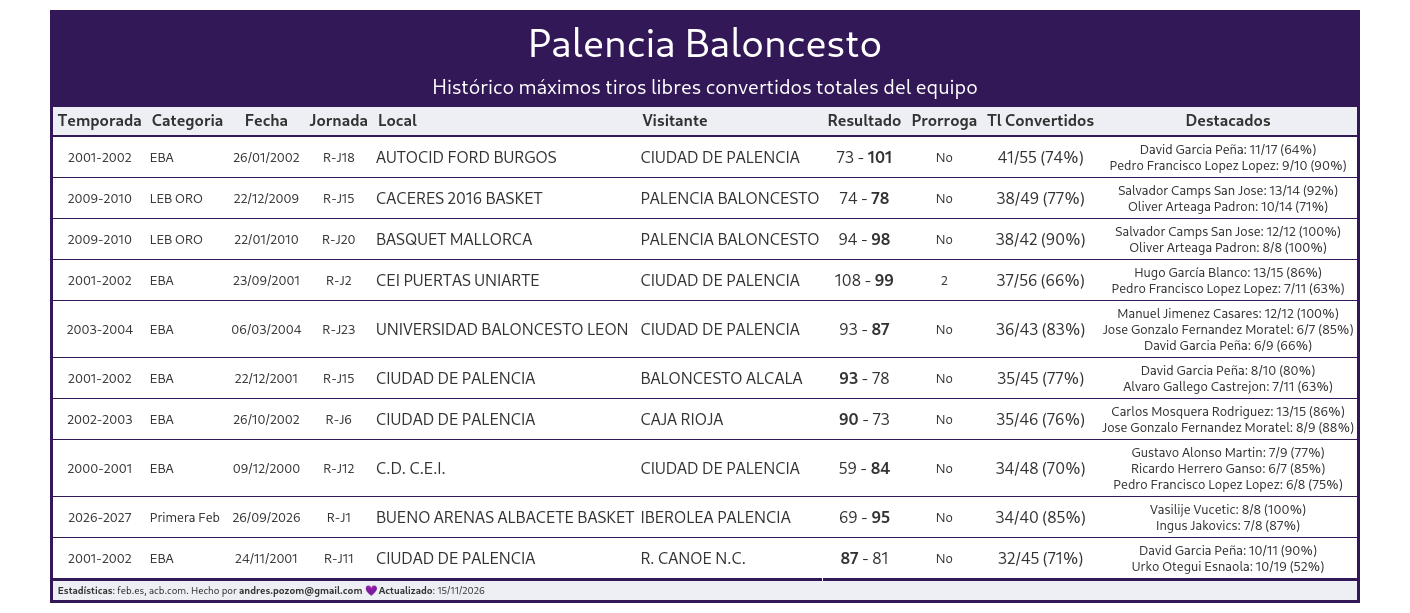 Palencia Baloncesto
Histórico máximos tiros libres convertidos totales del equipo
Temporada Categoria Fecha Jornada Local Visitante Resultado Prorroga Tl Convertidos Destacados
2001-2002 EBA 26/01/2002 R-J18 AUTOCID FORD BURGOS CIUDAD DE PALENCIA 73 - 101 No 41/55 (74%) David Garcia Peña: 11/17 (64%)
Pedro Francisco Lopez Lopez: 9/10 (90%)
2009-2010 LEB ORO 22/12/2009 R-J15 CACERES 2016 BASKET PALENCIA BALONCESTO 74 - 78 No 38/49 (77%) Salvador Camps San Jose: 13/14 (92%)
Oliver Arteaga Padron: 10/14 (71%)
2009-2010 LEB ORO 22/01/2010 R-J20 BASQUET MALLORCA PALENCIA BALONCESTO 94 - 98 No 38/42 (90%) Salvador Camps San Jose: 12/12 (100%)
Oliver Arteaga Padron: 8/8 (100%)
2001-2002 EBA 23/09/2001 R-J2 CEI PUERTAS UNIARTE CIUDAD DE PALENCIA 108 - 99 2 37/56 (66%) Hugo García Blanco: 13/15 (86%)
Pedro Francisco Lopez Lopez: 7/11 (63%)
2003-2004 EBA 06/03/2004 R-J23 UNIVERSIDAD BALONCESTO LEON CIUDAD DE PALENCIA 93 - 87 No 36/43 (83%) Manuel Jimenez Casares: 12/12 (100%)
Jose Gonzalo Fernandez Moratel: 6/7 (85%)
David Garcia Peña: 6/9 (66%)
2001-2002 EBA 22/12/2001 R-J15 CIUDAD DE PALENCIA BALONCESTO ALCALA 93 - 78 No 35/45 (77%) David Garcia Peña: 8/10 (80%)
Alvaro Gallego Castrejon: 7/11 (63%)
2002-2003 EBA 26/10/2002 R-J6 CIUDAD DE PALENCIA CAJA RIOJA 90 - 73 No 35/46 (76%) Carlos Mosquera Rodriguez: 13/15 (86%)
Jose Gonzalo Fernandez Moratel: 8/9 (88%)
2000-2001 EBA 09/12/2000 R-J12 C.D. C.E.I. CIUDAD DE PALENCIA 59 - 84 No 34/48 (70%) Gustavo Alonso Martin: 7/9 (77%)
Ricardo Herrero Ganso: 6/7 (85%)
Pedro Francisco Lopez Lopez: 6/8 (75%)
2026-2027 Primera Feb 26/09/2026 R-J1 BUENO ARENAS ALBACETE BASKET IBEROLEA PALENCIA 69 - 95 No 34/40 (85%) Vasilije Vucetic: 8/8 (100%)
Ingus Jakovics: 7/8 (87%)
2001-2002 EBA 24/11/2001 R-J11 CIUDAD DE PALENCIA R. CANOE N.C. 87 - 81 No 32/45 (71%) David Garcia Peña: 10/11 (90%)
Urko Otegui Esnaola: 10/19 (52%)
Estadísticas: feb.es, acb.com. Hecho por andres.pozom@gmail.com 💜 Actualizado: 15/11/2026